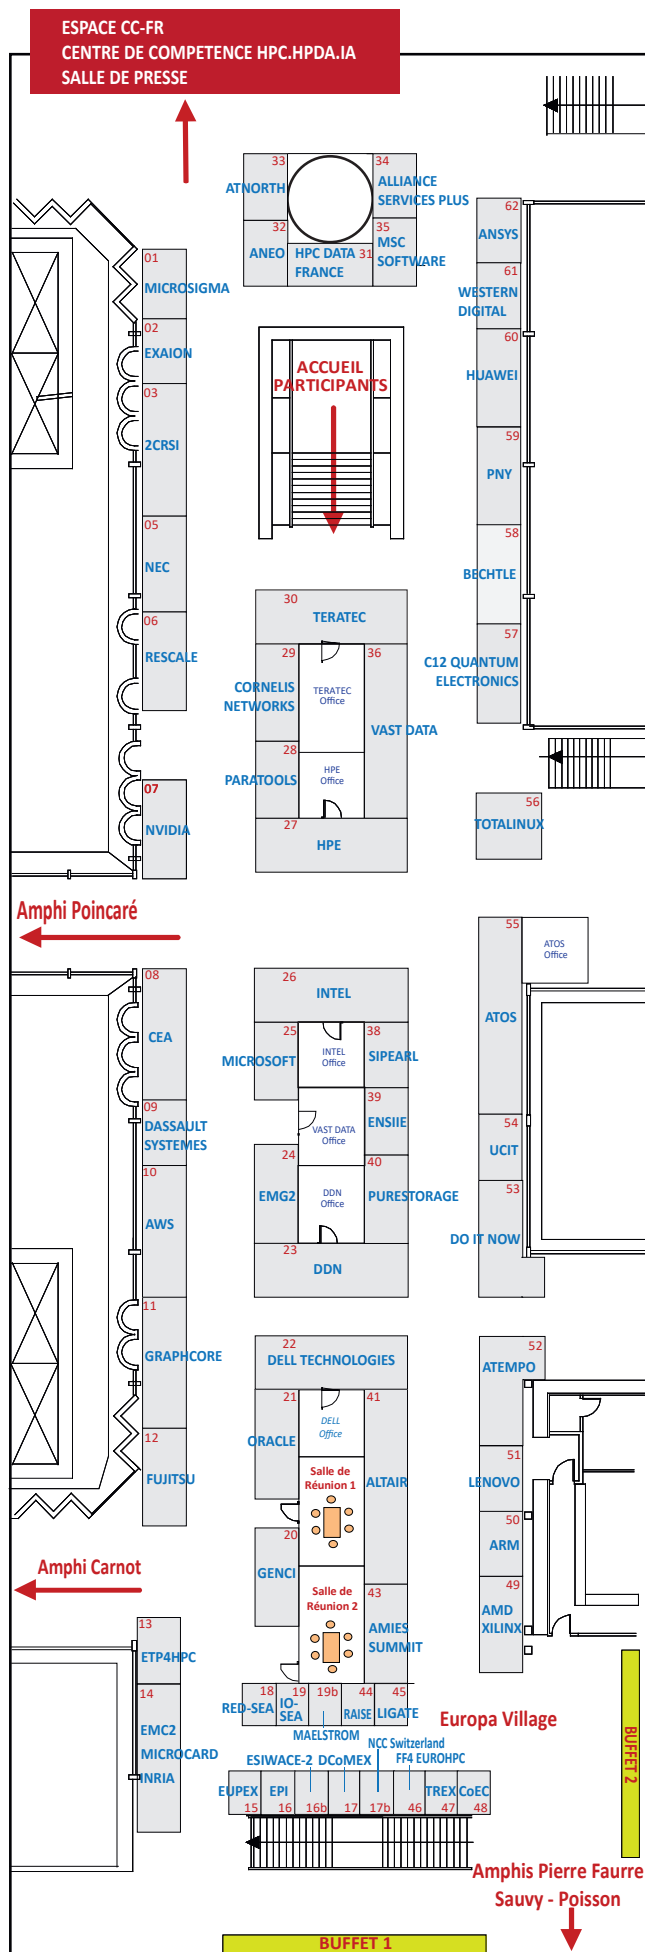 ESPACE CC-FR
CENTRE DE COMPETENCE HPC.HPDA.IA
SALLE DE PRESSE
33
ATNORTH
34
ALLIANCE
SERVICES PLUS
32
ANEO
HPC DATA
FRANCE
31
35
MSC
SOFTWARE
62
ANSYS
61
WESTERN
DIGITAL
60
HUAWEI
59
PNY
58
BECHTLE
57
C12 QUANTUM
ELECTRONICS
56
TOTALINUX
01
MICROSIGMA
02
EXAION
03
2CRSI
05
NEC
06
RESCALE
07
NVIDIA
ACCUEIL
PARTICIPANTS
30
TERATEC
29
CORNELIS
NETWORKS
TERATEC
Office
36
VAST DATA
28
PARATOOLS
HPE
Office
27
HPE
Amphi Poincaré
55
ATOS
Office
ATOS
54
UCIT
53
DO IT NOW
08
CEA
09
DASSAULT
SYSTEMES
10
AWS
11
GRAPHCORE
12
FUJITSU
26
INTEL
25
MICROSOFT
INTEL
Office
38
SIPEARL
39
ENSIIE
VAST DATA
Office
24
EMG2
DDN
Office
40
PURESTORAGE
23
DDN
22
DELL TECHNOLOGIES
21
ORACLE
DELL
Office
41
ALTAIR
Salle de
Réunion 1
20
GENCI
Salle de
Réunion 2
43
AMIES
SUMMIT
52
ATEMPO
51
LENOVO
50
ARM
49
AMD
XILINX
Amphi Carnot
13
ETP4HPC
14
EMC2
MICROCARD
INRIA
18
RED-SEA
19
IO-
SEA
19b
MAELSTROM
44
RAISE
45
LIGATE
Europa Village
BUFFET 2
NCC Switzerland
ESIWACE-2
DCoMEX
FF4 EUROHPC
EUPEX
EPI
TREX
CoEC
15
16
16b
17
17b
46
47
48
Amphis Pierre Faurre
Sauvy - Poisson
BUFFET 1